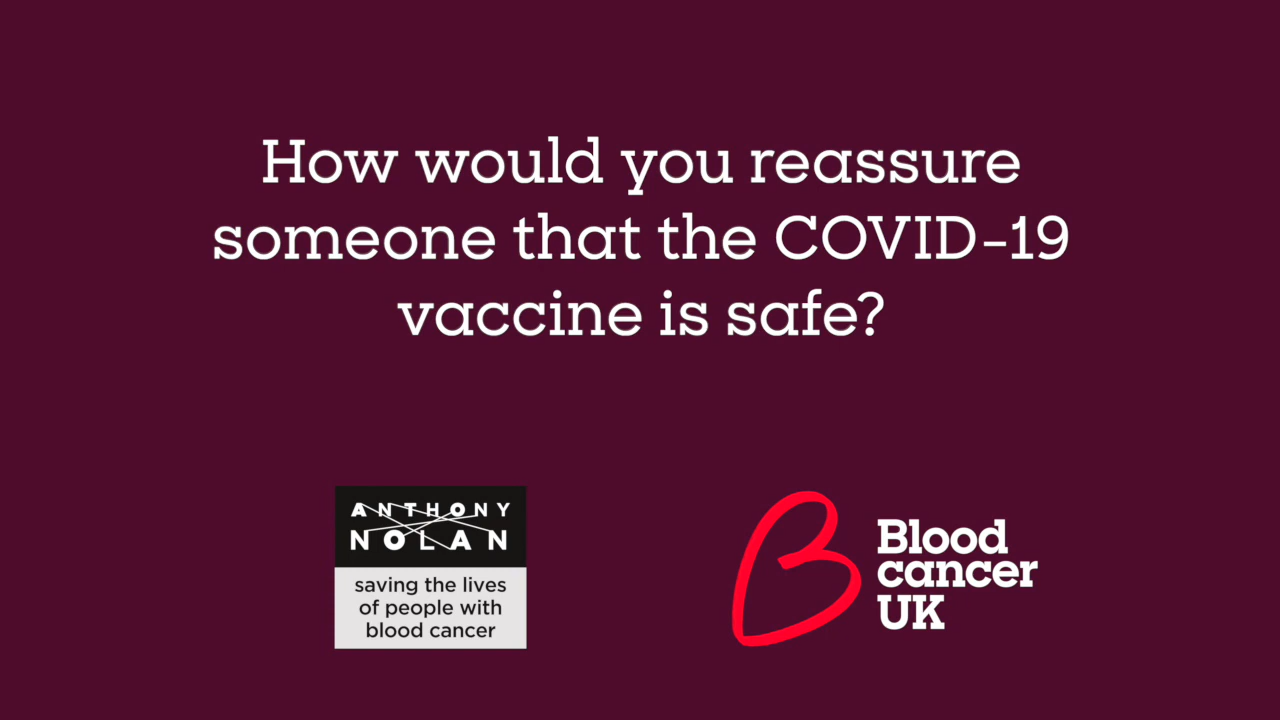 How would you reassure
someone that the COVID-19
vaccine is safe?
ANTHONY
NOLAN
saving the lives
of people with
blood cancer
Blood
cancer
UK